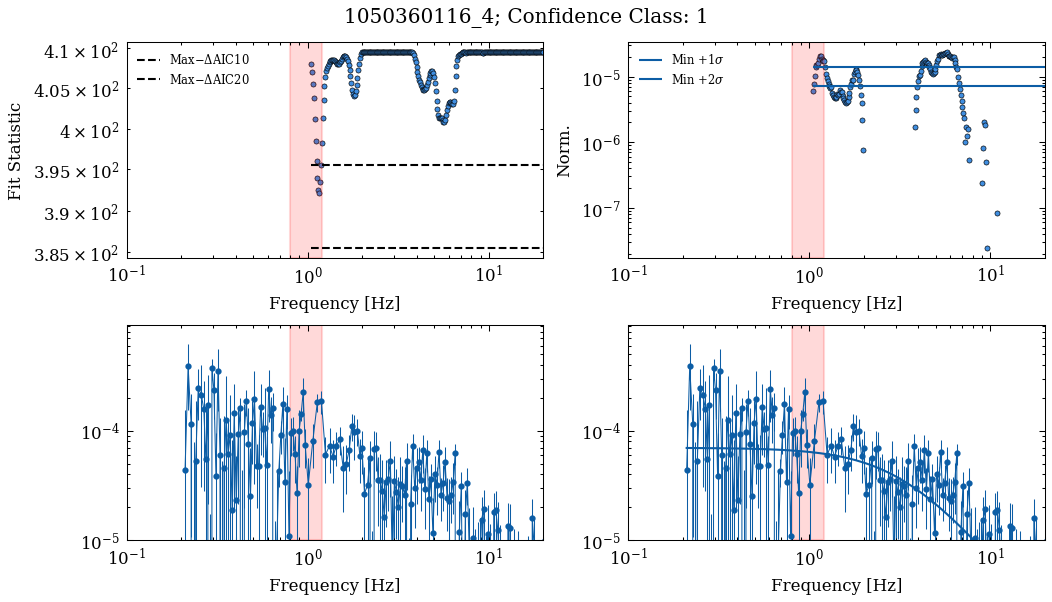 1050360116_4; Confidence Class: 1
Fit Statistic
4.1 × 10²
4.05 × 10²
4 × 10²
3.95 × 10²
3.9 × 10²
3.85 × 10²
Max−ΔAIC10
Max−ΔAIC20
10⁻¹ 10⁰ 10¹
Frequency [Hz]
Norm.
10⁻⁵
10⁻⁶
10⁻⁷
Min +1σ
Min +2σ
10⁻¹ 10⁰ 10¹
Frequency [Hz]
10⁻⁴
10⁻⁵
10⁻¹ 10⁰ 10¹
Frequency [Hz]
10⁻⁴
10⁻⁵
10⁻¹ 10⁰ 10¹
Frequency [Hz]